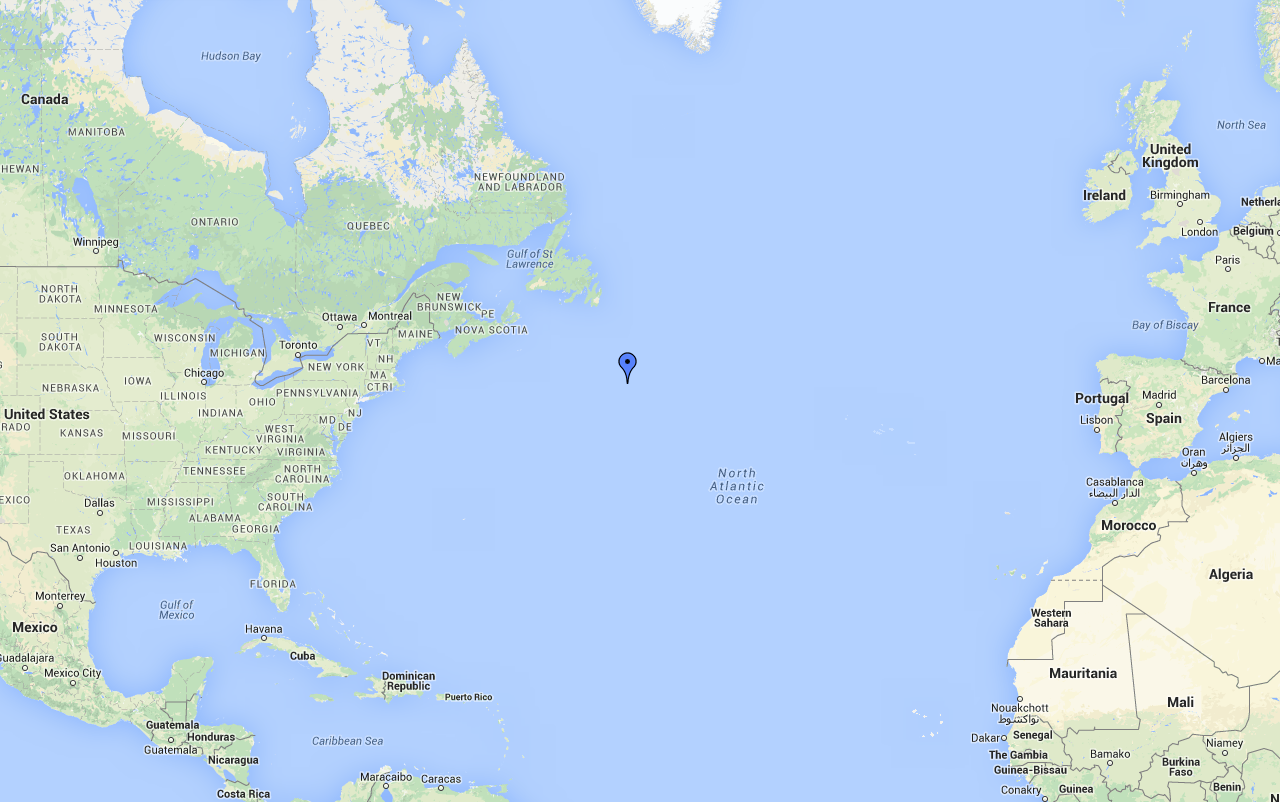 Hudson Bay
Canada
MANITOBA
North Sea
United
Kingdom
HEWAN
NEWFOUNDLAND
AND LABRADOR
Ireland
Birmingham
Netherla
ONTARIO
QUEBEC
London
Belgium
Winnipeg
Gulf of St
Lawrence
Paris
NORTH
DAKOTA
MINNESOTA
NEW
BRUNSWICK
PE
France
Ottawa
Montreal
NOVA SCOTIA
Bay of Biscay
SOUTH
DAKOTA
WISCONSIN
MICHIGAN
Toronto
VT
MAINE
NH
NEW YORK
Ma
Chicago
IOWA
MA
CT
RI
Barcelona
NEBRASKA
ILLINOIS
OHIO
PENNSYLVANIA
Portugal
Madrid
United States
INDIANA
NJ
Lisbon
Spain
RADO
KANSAS
MISSOURI
WEST
VIRGINIA
MD
DE
KENTUCKY
VIRGINIA
Algiers
الجزائر
Oran
وهران
OKLAHOMA
TENNESSEE
NORTH
CAROLINA
North
Atlantic
Ocean
Casablanca
الدار البيضاء
EXICO
Dallas
MISSISSIPPI
SOUTH
CAROLINA
ALABAMA
GEORGIA
Morocco
TEXAS
San Antonio
LOUISIANA
Houston
Algeria
FLORIDA
Monterrey
Gulf of
Mexico
Western
Sahara
Mexico
Havana
Cuba
Guadalajara
Mexico City
Dominican
Republic
Puerto Rico
Mauritania
Mali
Nouakchott
نواكشوط
Guatemala
Honduras
Guatemala
Caribbean Sea
Dakar
Senegal
Nicaragua
The Gambia
Bamako
Niamey
Guinea-Bissau
Burkina
Faso
Maracaibo
Caracas
Costa Rica
Conakry
Guinea
Benin
N